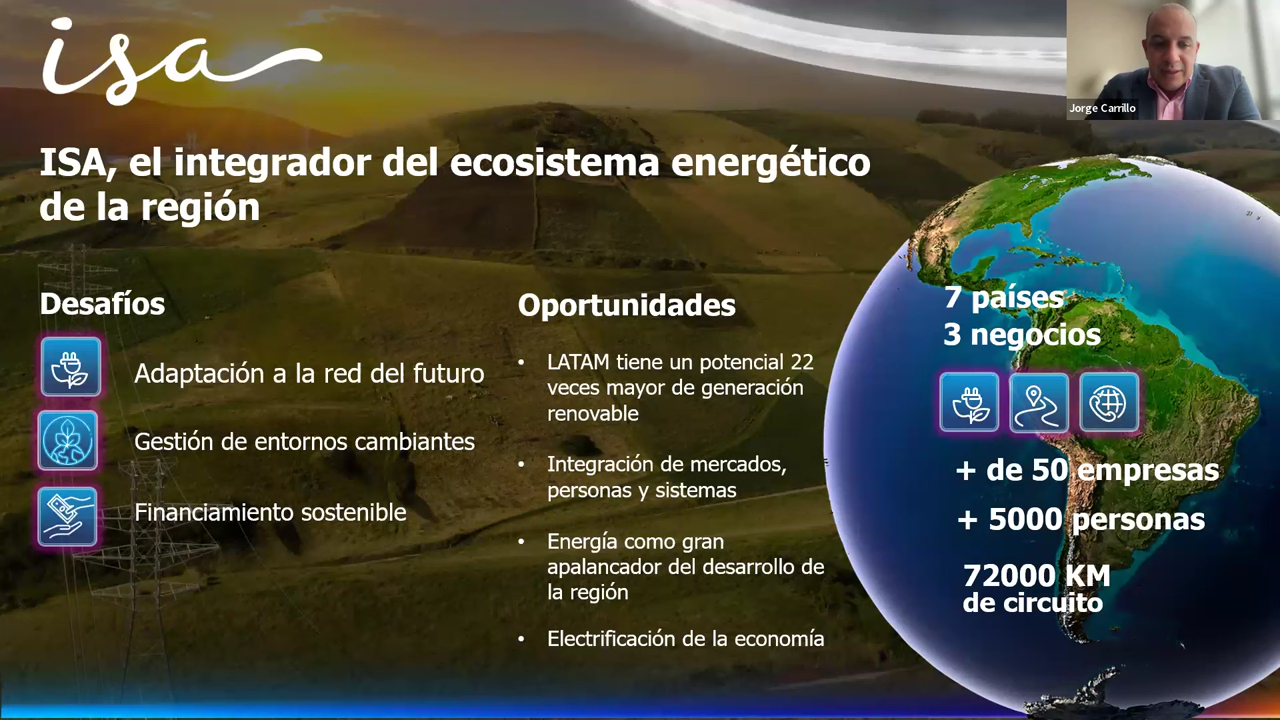 isa
Jorge Carrillo
ISA, el integrador del ecosistema energético
de la región
Desafíos
Adaptación a la red del futuro
Gestión de entornos cambiantes
Financiamiento sostenible
Oportunidades
• LATAM tiene un potencial 22
veces mayor de generación
renovable
• Integración de mercados,
personas y sistemas
• Energía como gran
apalancador del desarrollo de
la región
• Electrificación de la economía
7 países
3 negocios
+ de 50 empresas
+ 5000 personas
72000 KM
de circuito